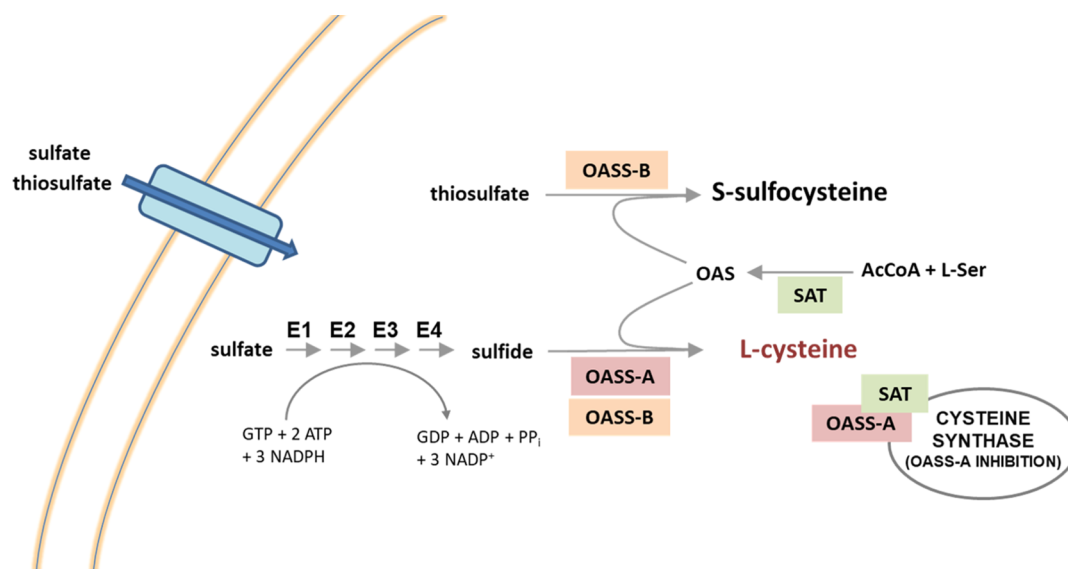 sulfate
thiosulfate
OASS-B
thiosulfate
S-sulfocysteine
OAS
AcCoA + L-Ser
SAT
E1 E2 E3 E4
sulfate
sulfide
L-cysteine
OASS-A
OASS-B
GTP + 2 ATP
+ 3 NADPH
GDP + ADP + PPi
+ 3 NADP⁺
SAT
OASS-A
CYSTEINE
SYNTHASE
(OASS-A INHIBITION)